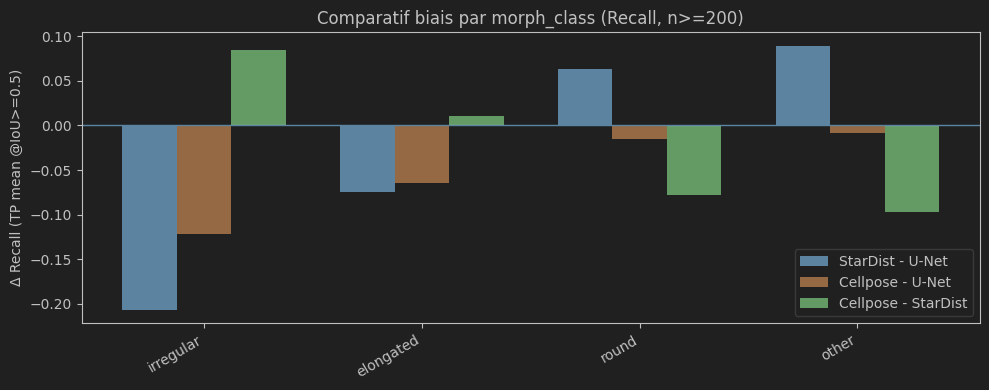 Comparatif biais par morph_class (Recall, n>=200)
Δ Recall (TP mean @IoU>=0.5)
0.10
0.05
0.00
−0.05
−0.10
−0.15
−0.20
StarDist - U-Net
Cellpose - U-Net
Cellpose - StarDist
irregular
elongated
round
other